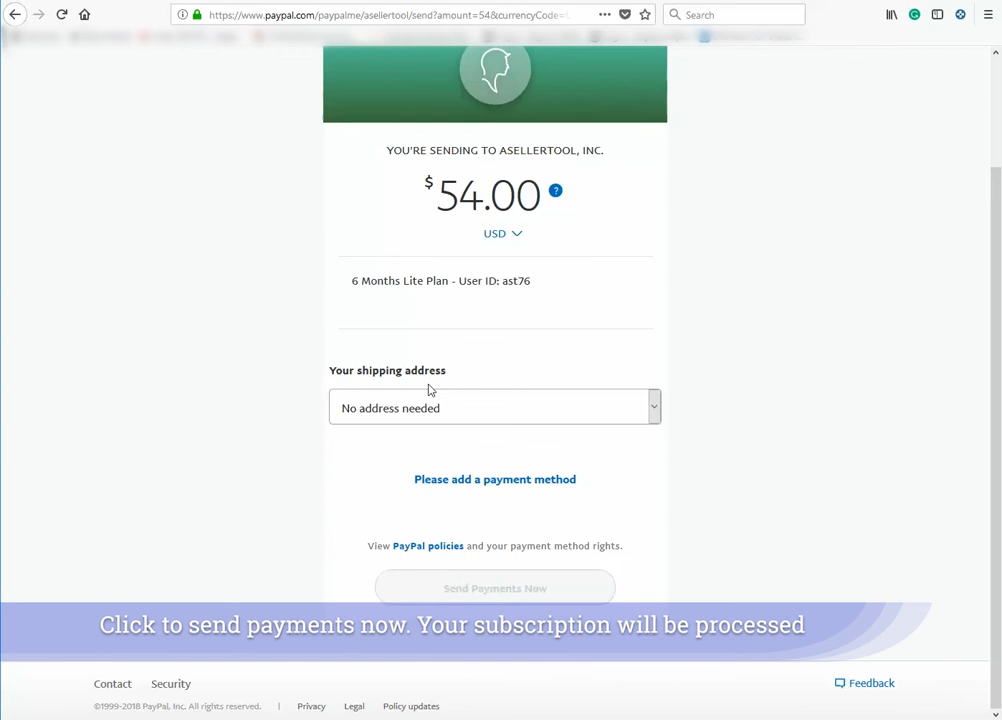 https://www.paypal.com/paypalme/asellertool/send?amount=54&currencyCode=
Search
YOU'RE SENDING TO ASELLERTOOL, INC.
$54.00 ?
USD
6 Months Lite Plan - User ID: ast76
Your shipping address
No address needed
Please add a payment method
View PayPal policies and your payment method rights.
Send Payments Now
Click to send payments now. Your subscription will be processed
Contact Security
Feedback
©1999-2018 PayPal, Inc. All rights reserved. | Privacy Legal Policy updates